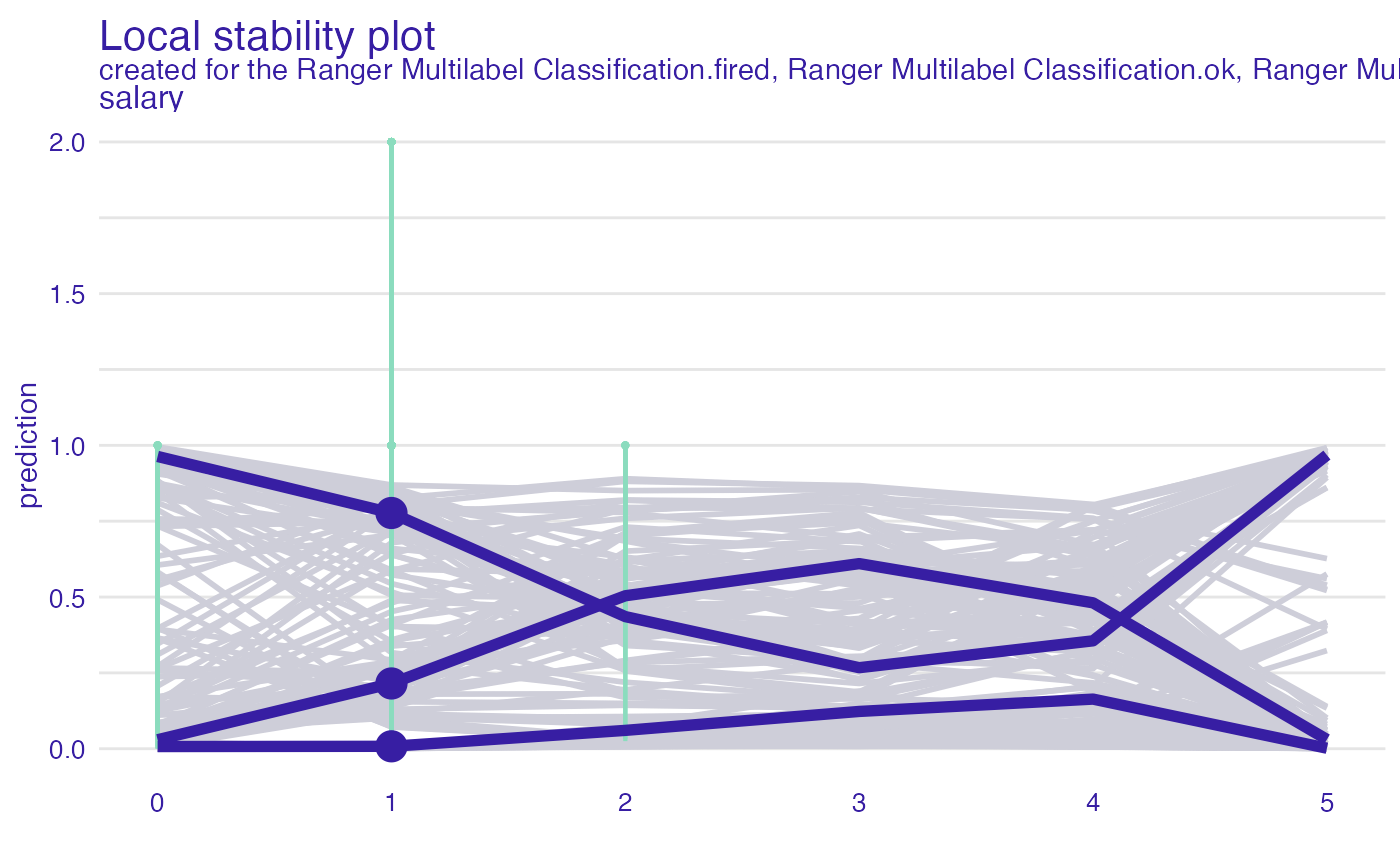 Local stability plot
created for the Ranger Multilabel Classification.fired, Ranger Multilabel Classification.ok, Ranger Mul
salary
2.0
1.5
1.0
0.5
0.0
prediction
0 1 2 3 4 5